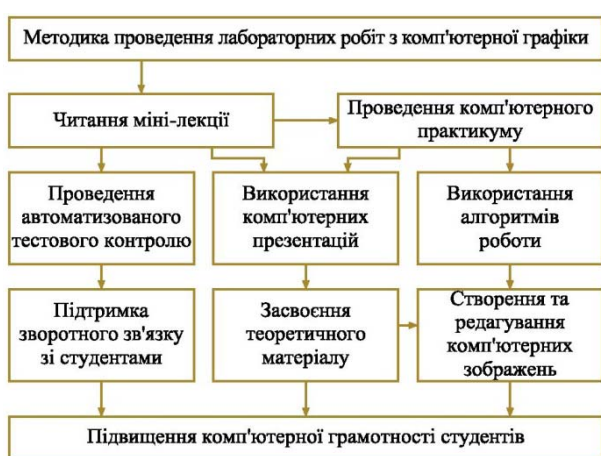 Методика проведення лабораторних робіт з комп'ютерної графіки
Читання міні-лекції
Проведення комп'ютерного
практикуму
Проведення
автоматизованого
тестового контролю
Використання
комп'ютерних
презентацій
Використання
алгоритмів
роботи
Підтримка
зворотного зв'язку
зі студентами
Засвоєння
теоретичного
матеріалу
Створення та
редагування
комп'ютерних
зображень
Підвищення комп'ютерної грамотності студентів